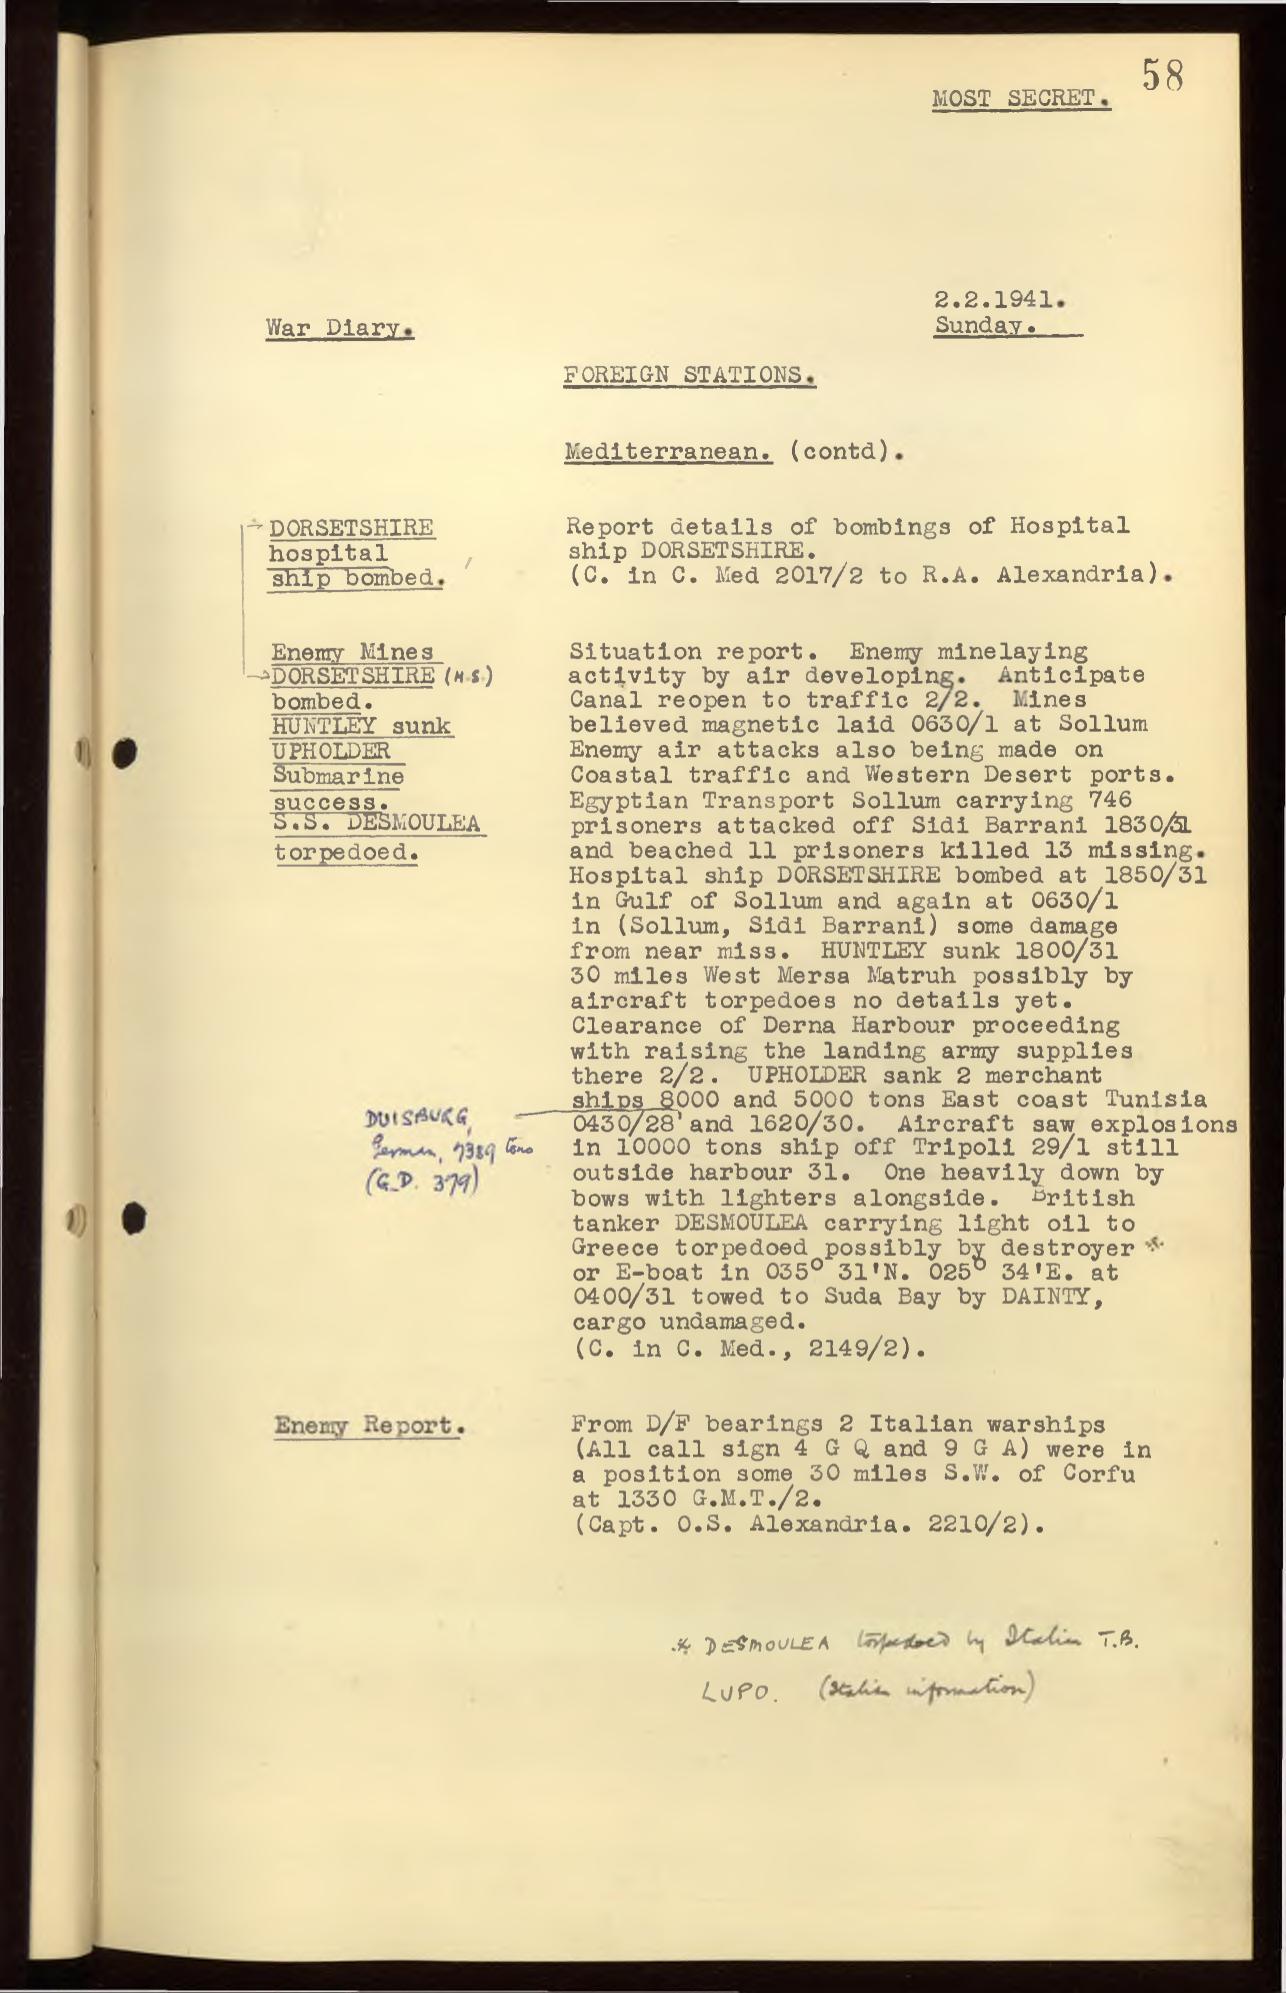 58
MOST SECRET.
2.2.1941.
War Diary.
Sunday.
FOREIGN STATIONS.
Mediterranean. (contd).
DORSETSHIRE
hospital
ship bombed.
Report details of bombings of Hospital
ship DORSETSHIRE.
(C. in C. Med 2017/2 to R.A. Alexandria).
Enemy Mines
DORSETSHIRE (H.S.)
bombed.
HUNTLEY sunk
UPHOLDER
Submarine
success.
S.S. DESMOULEA
torpedoed.
Situation report. Enemy minelaying
activity by air developing. Anticipate
Canal reopen to traffic 2/2. Mines
believed magnetic laid 0630/1 at Sollum
Enemy air attacks also being made on
Coastal traffic and Western Desert ports.
Egyptian Transport Sollum carrying 746
prisoners attacked off Sidi Barrani 1830/31
and beached 11 prisoners killed 13 missing.
Hospital ship DORSETSHIRE bombed at 1850/31
in Gulf of Sollum and again at 0630/1
in (Sollum, Sidi Barrani) some damage
from near miss. HUNTLEY sunk 1800/31
30 miles West Mersa Matruh possibly by
aircraft torpedoes no details yet.
Clearance of Derna Harbour proceeding
with raising the landing army supplies
there 2/2. UPHOLDER sank 2 merchant
ships 8000 and 5000 tons East coast Tunisia
0430/28 and 1620/30. Aircraft saw explosions
in 10000 tons ship off Tripoli 29/1 still
outside harbour 31. One heavily down by
bows with lighters alongside. British
tanker DESMOULEA carrying light oil to
Greece torpedoed possibly by destroyer *
or E-boat in 035° 31'N. 025° 34'E. at
0400/31 towed to Suda Bay by DAINTY,
cargo undamaged.
(C. in C. Med., 2149/2).
DUISBURG,
German, 7389 tons
(G.D. 379)
Enemy Report.
From D/F bearings 2 Italian warships
(All call sign 4 G Q and 9 G A) were in
a position some 30 miles S.W. of Corfu
at 1330 G.M.T./2.
(Capt. O.S. Alexandria. 2210/2).
* DESMOULEA torpedoed by Italian T.B.
LUPO. (Italian information)